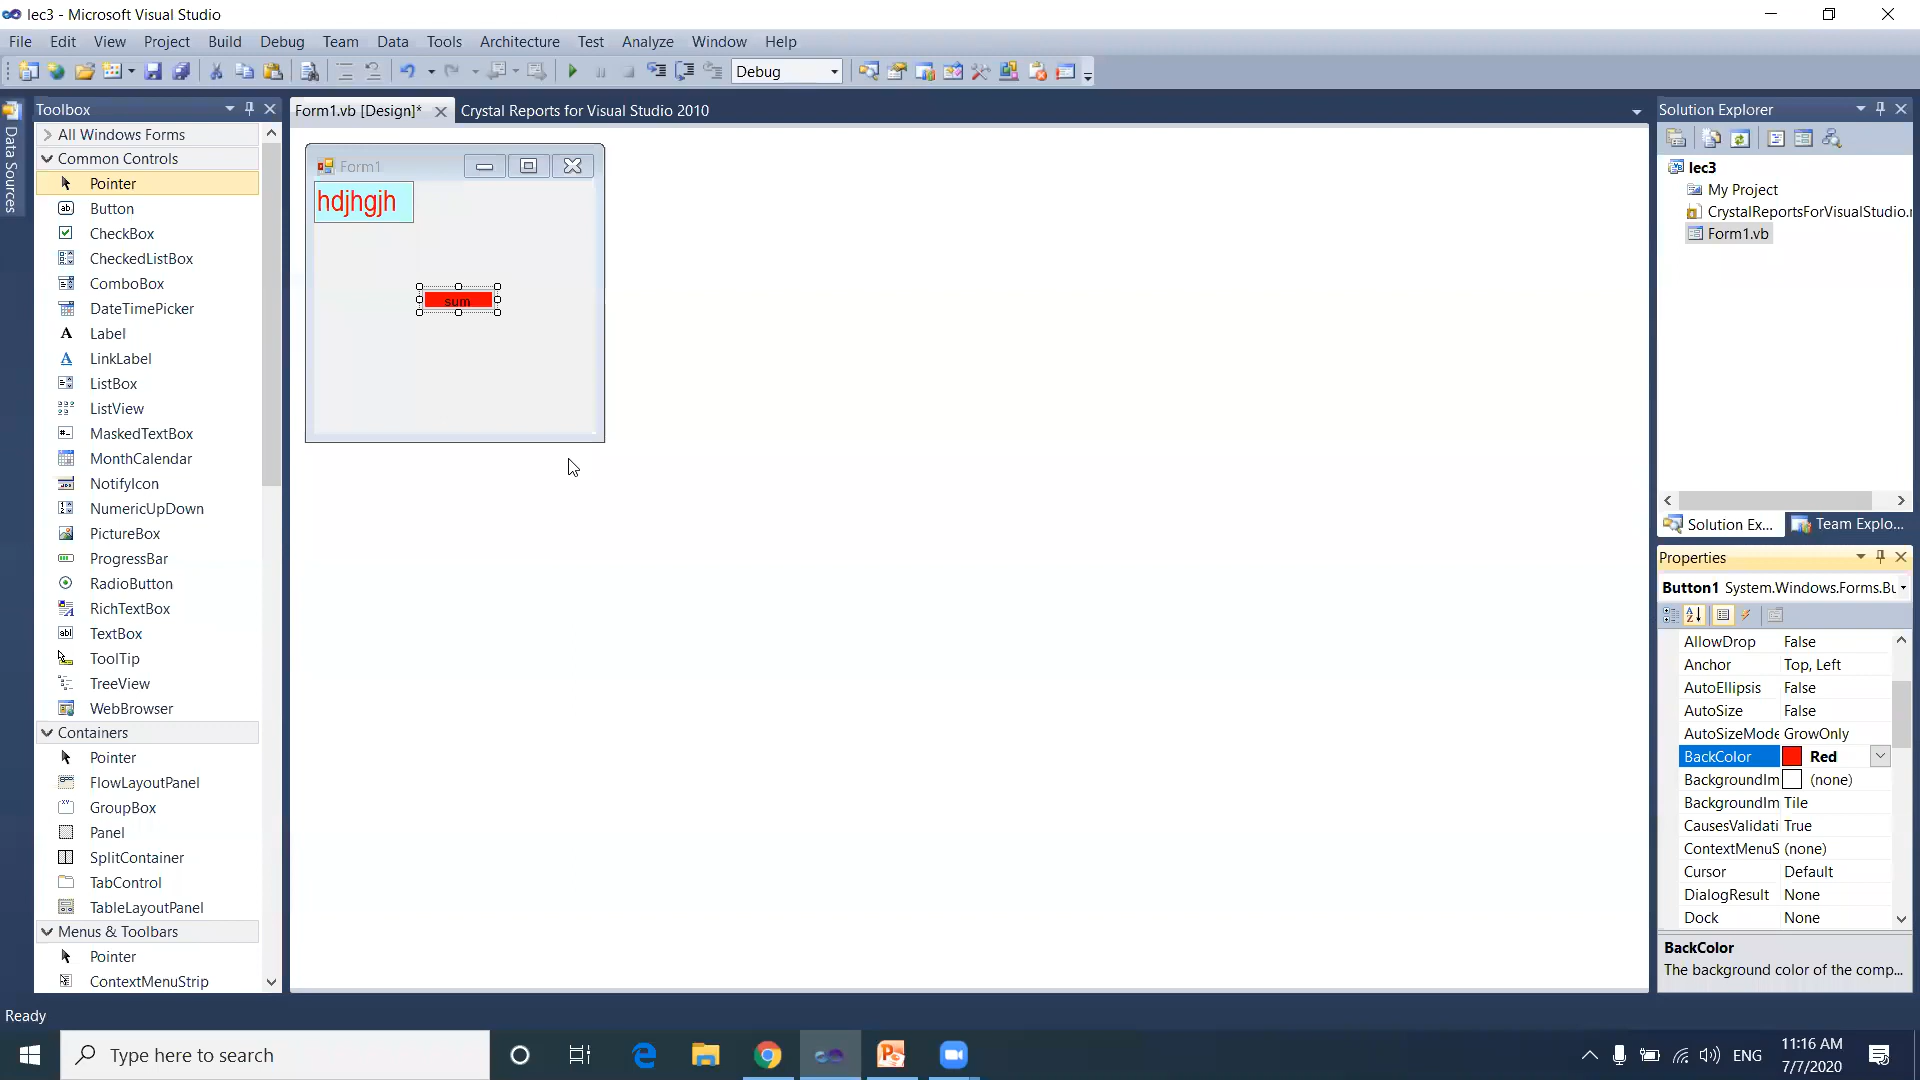 lec3 - Microsoft Visual Studio
File Edit View Project Build Debug Team Data Tools Architecture Test Analyze Window Help
Debug
Data Sources
Toolbox
All Windows Forms
Common Controls
Pointer
Button
CheckBox
CheckedListBox
ComboBox
DateTimePicker
Label
LinkLabel
ListBox
ListView
MaskedTextBox
MonthCalendar
NotifyIcon
NumericUpDown
PictureBox
ProgressBar
RadioButton
RichTextBox
TextBox
ToolTip
TreeView
WebBrowser
Containers
Pointer
FlowLayoutPanel
GroupBox
Panel
SplitContainer
TabControl
TableLayoutPanel
Menus & Toolbars
Pointer
ContextMenuStrip
Form1.vb [Design]* Crystal Reports for Visual Studio 2010
Form1
hdjhgjh
sum
Solution Explorer
lec3
My Project
CrystalReportsForVisualStudio.r
Form1.vb
Solution Ex... Team Explo...
Properties
Button1 System.Windows.Forms.Bu
AllowDrop False
Anchor Top, Left
AutoEllipsis False
AutoSize False
AutoSizeMode GrowOnly
BackColor Red
BackgroundIm (none)
BackgroundIm Tile
CausesValidati True
ContextMenuS (none)
Cursor Default
DialogResult None
Dock None
BackColor
The background color of the comp...
Ready
Type here to search
ENG
11:16 AM
7/7/2020